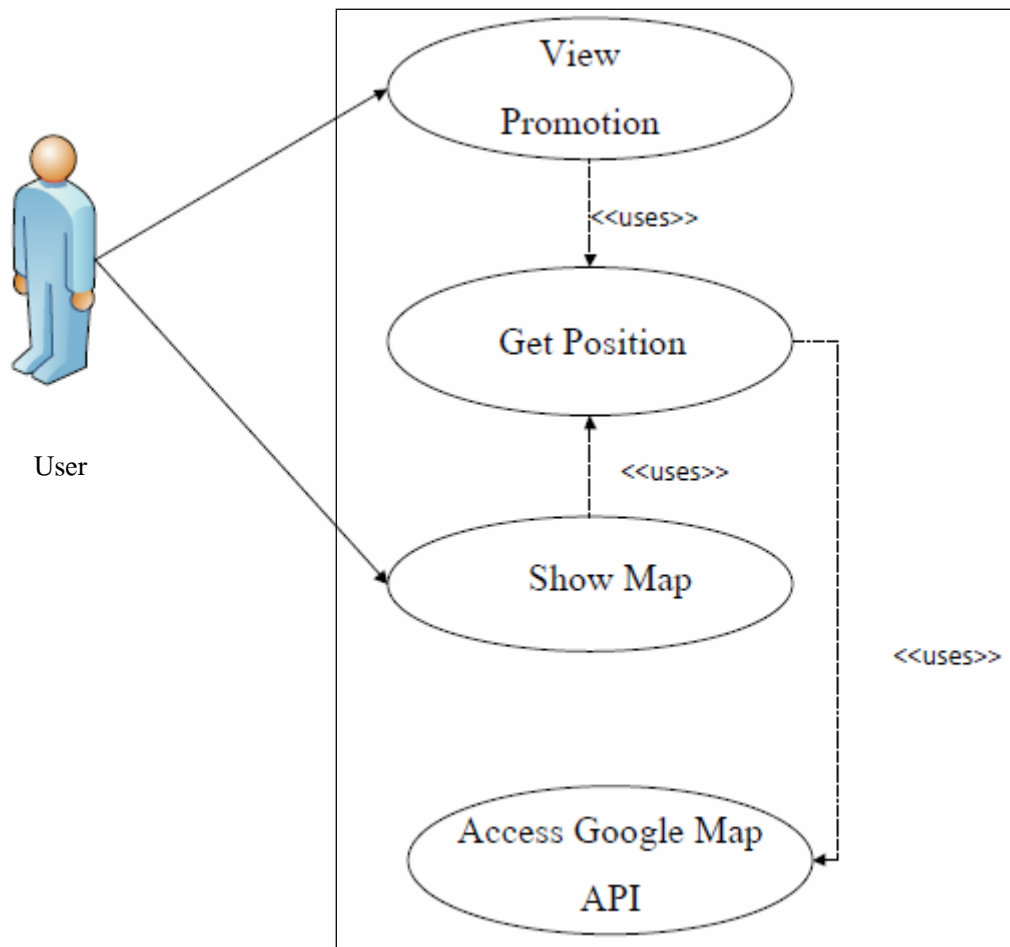 View
Promotion
<<uses>>
Get Position
User
<<uses>>
Show Map
<<uses>>
Access Google Map
API